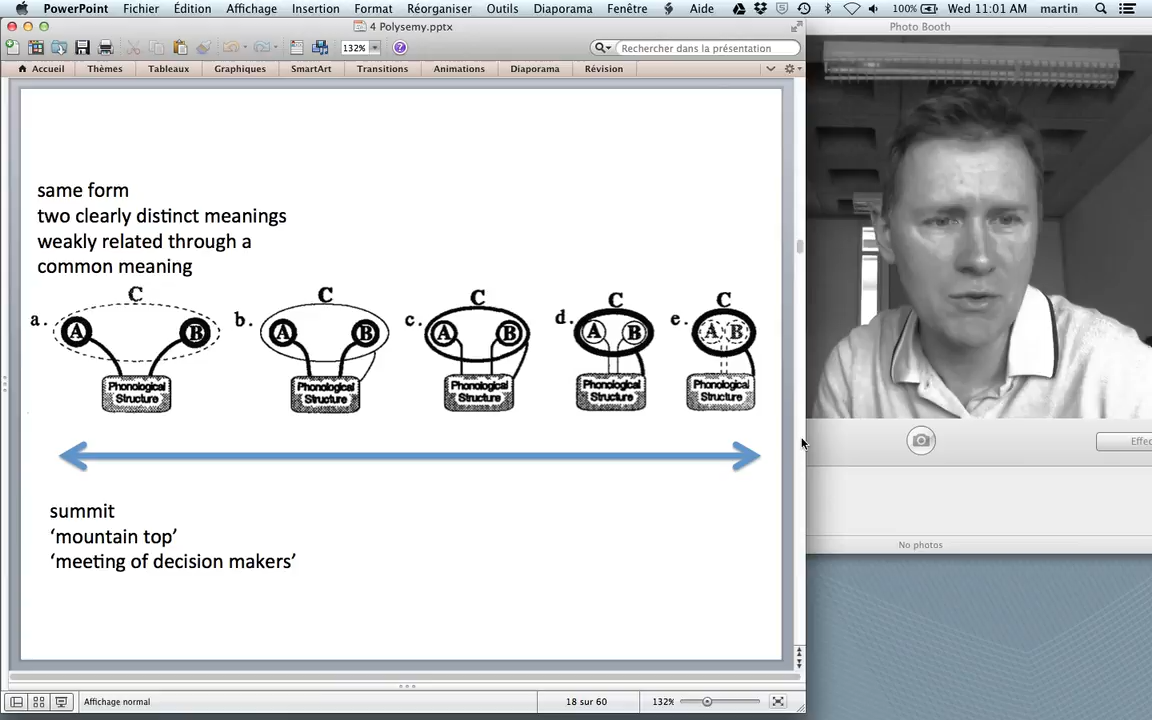 PowerPoint Fichier Édition Affichage Insertion Format Réorganiser Outils Diaporama Fenêtre Aide 100% Wed 11:01 AM martin
4 Polysemy.pptx
Photo Booth
132% Rechercher dans la présentation
Accueil Thèmes Tableaux Graphiques SmartArt Transitions Animations Diaporama Révision
same form
two clearly distinct meanings
weakly related through a
common meaning
C C C C C
a. A B b. A B c. A B d. A B e. A B
Phonological Phonological Phonological Phonological Phonological
Structure Structure Structure Structure Structure
Effec
summit
‘mountain top’
‘meeting of decision makers’
No photos
Affichage normal 18 sur 60 132%